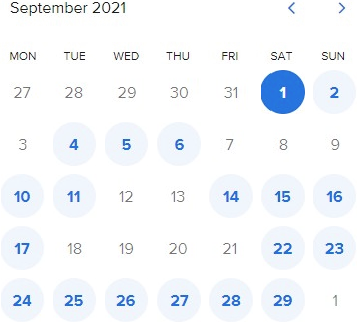 September 2021
MON TUE WED THU FRI SAT SUN
27 28 29 30 31 1 2
3 4 5 6 7 8 9
10 11 12 13 14 15 16
17 18 19 20 21 22 23
24 25 26 27 28 29 1